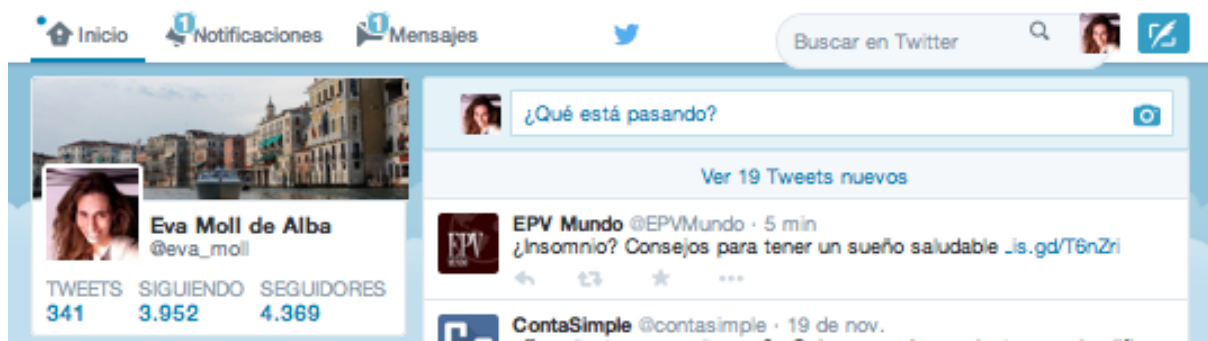 Inicio
1
Notificaciones
1
Mensajes
Buscar en Twitter
Eva Moll de Alba
@eva_moll
TWEETS SIGUIENDO SEGUIDORES
341 3.952 4.369
¿Qué está pasando?
Ver 19 Tweets nuevos
EPV
MUNDO
EPV Mundo @EPVMundo · 5 min
¿Insomnio? Consejos para tener un sueño saludable is.gd/T6nZri
ContaSimple @contasimple · 19 de nov.